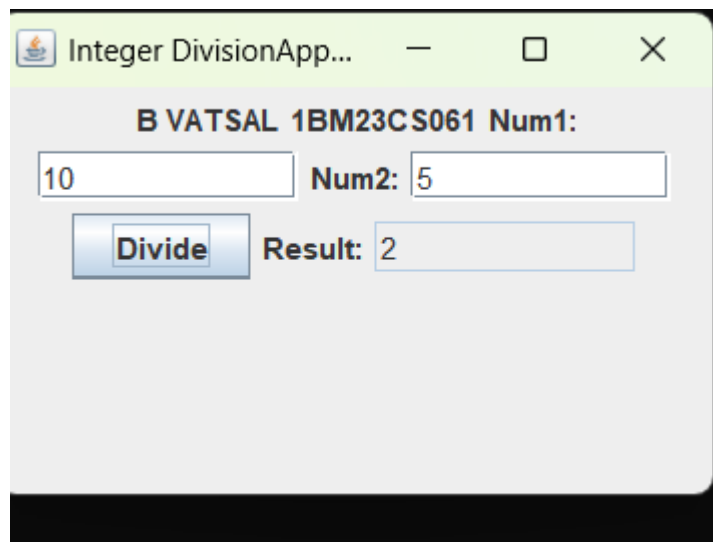 Integer DivisionApp...
B VATSAL 1BM23CS061 Num1:
10 Num2: 5
Divide Result: 2